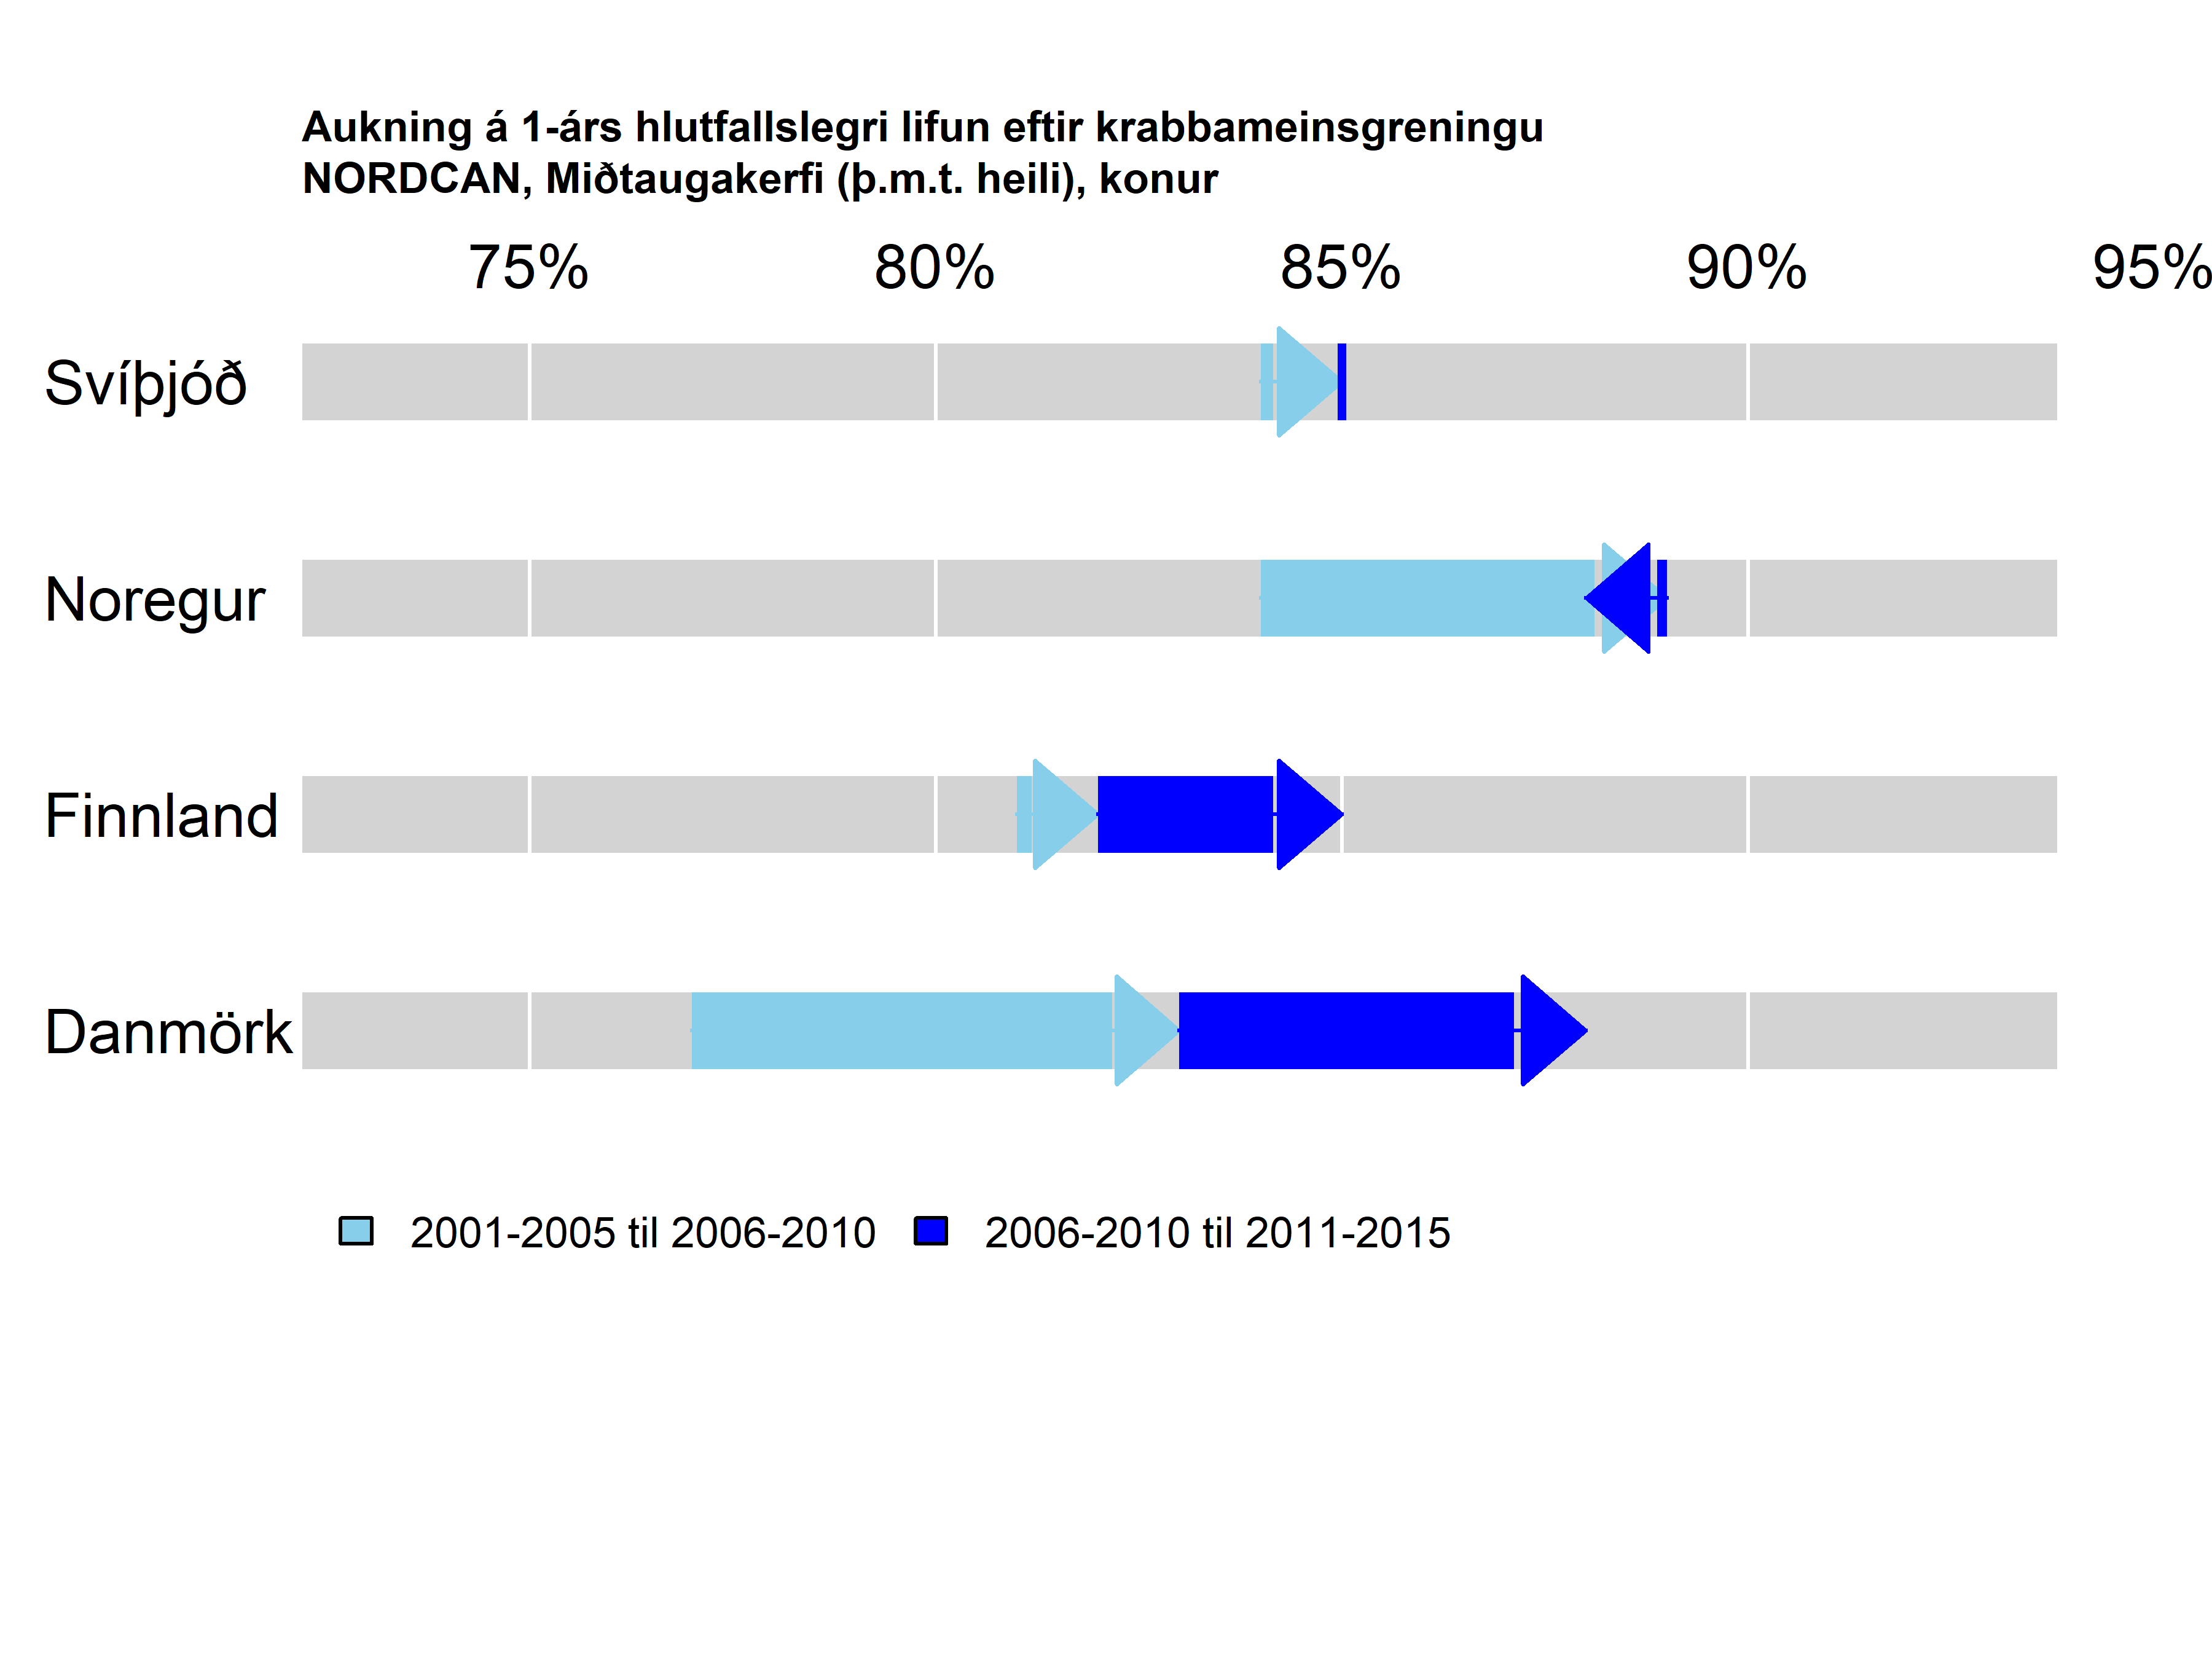 Aukning á 1-árs hlutfallslegri lifun eftir krabbameinsgreningu
NORDCAN, Miðtaugakerfi (þ.m.t. heili), konur
75% 80% 85% 90% 95%
Svíþjóð
Noregur
Finnland
Danmörk
2001-2005 til 2006-2010 2006-2010 til 2011-2015